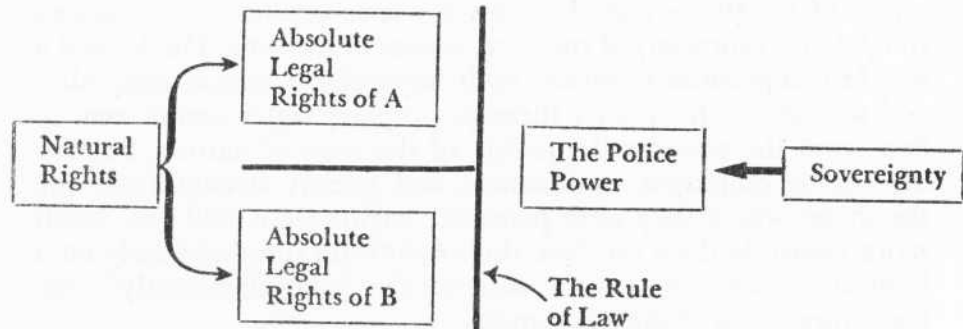 Absolute
Legal
Rights of A
Natural
Rights
The Police
Power
Sovereignty
Absolute
Legal
Rights of B
The Rule
of Law